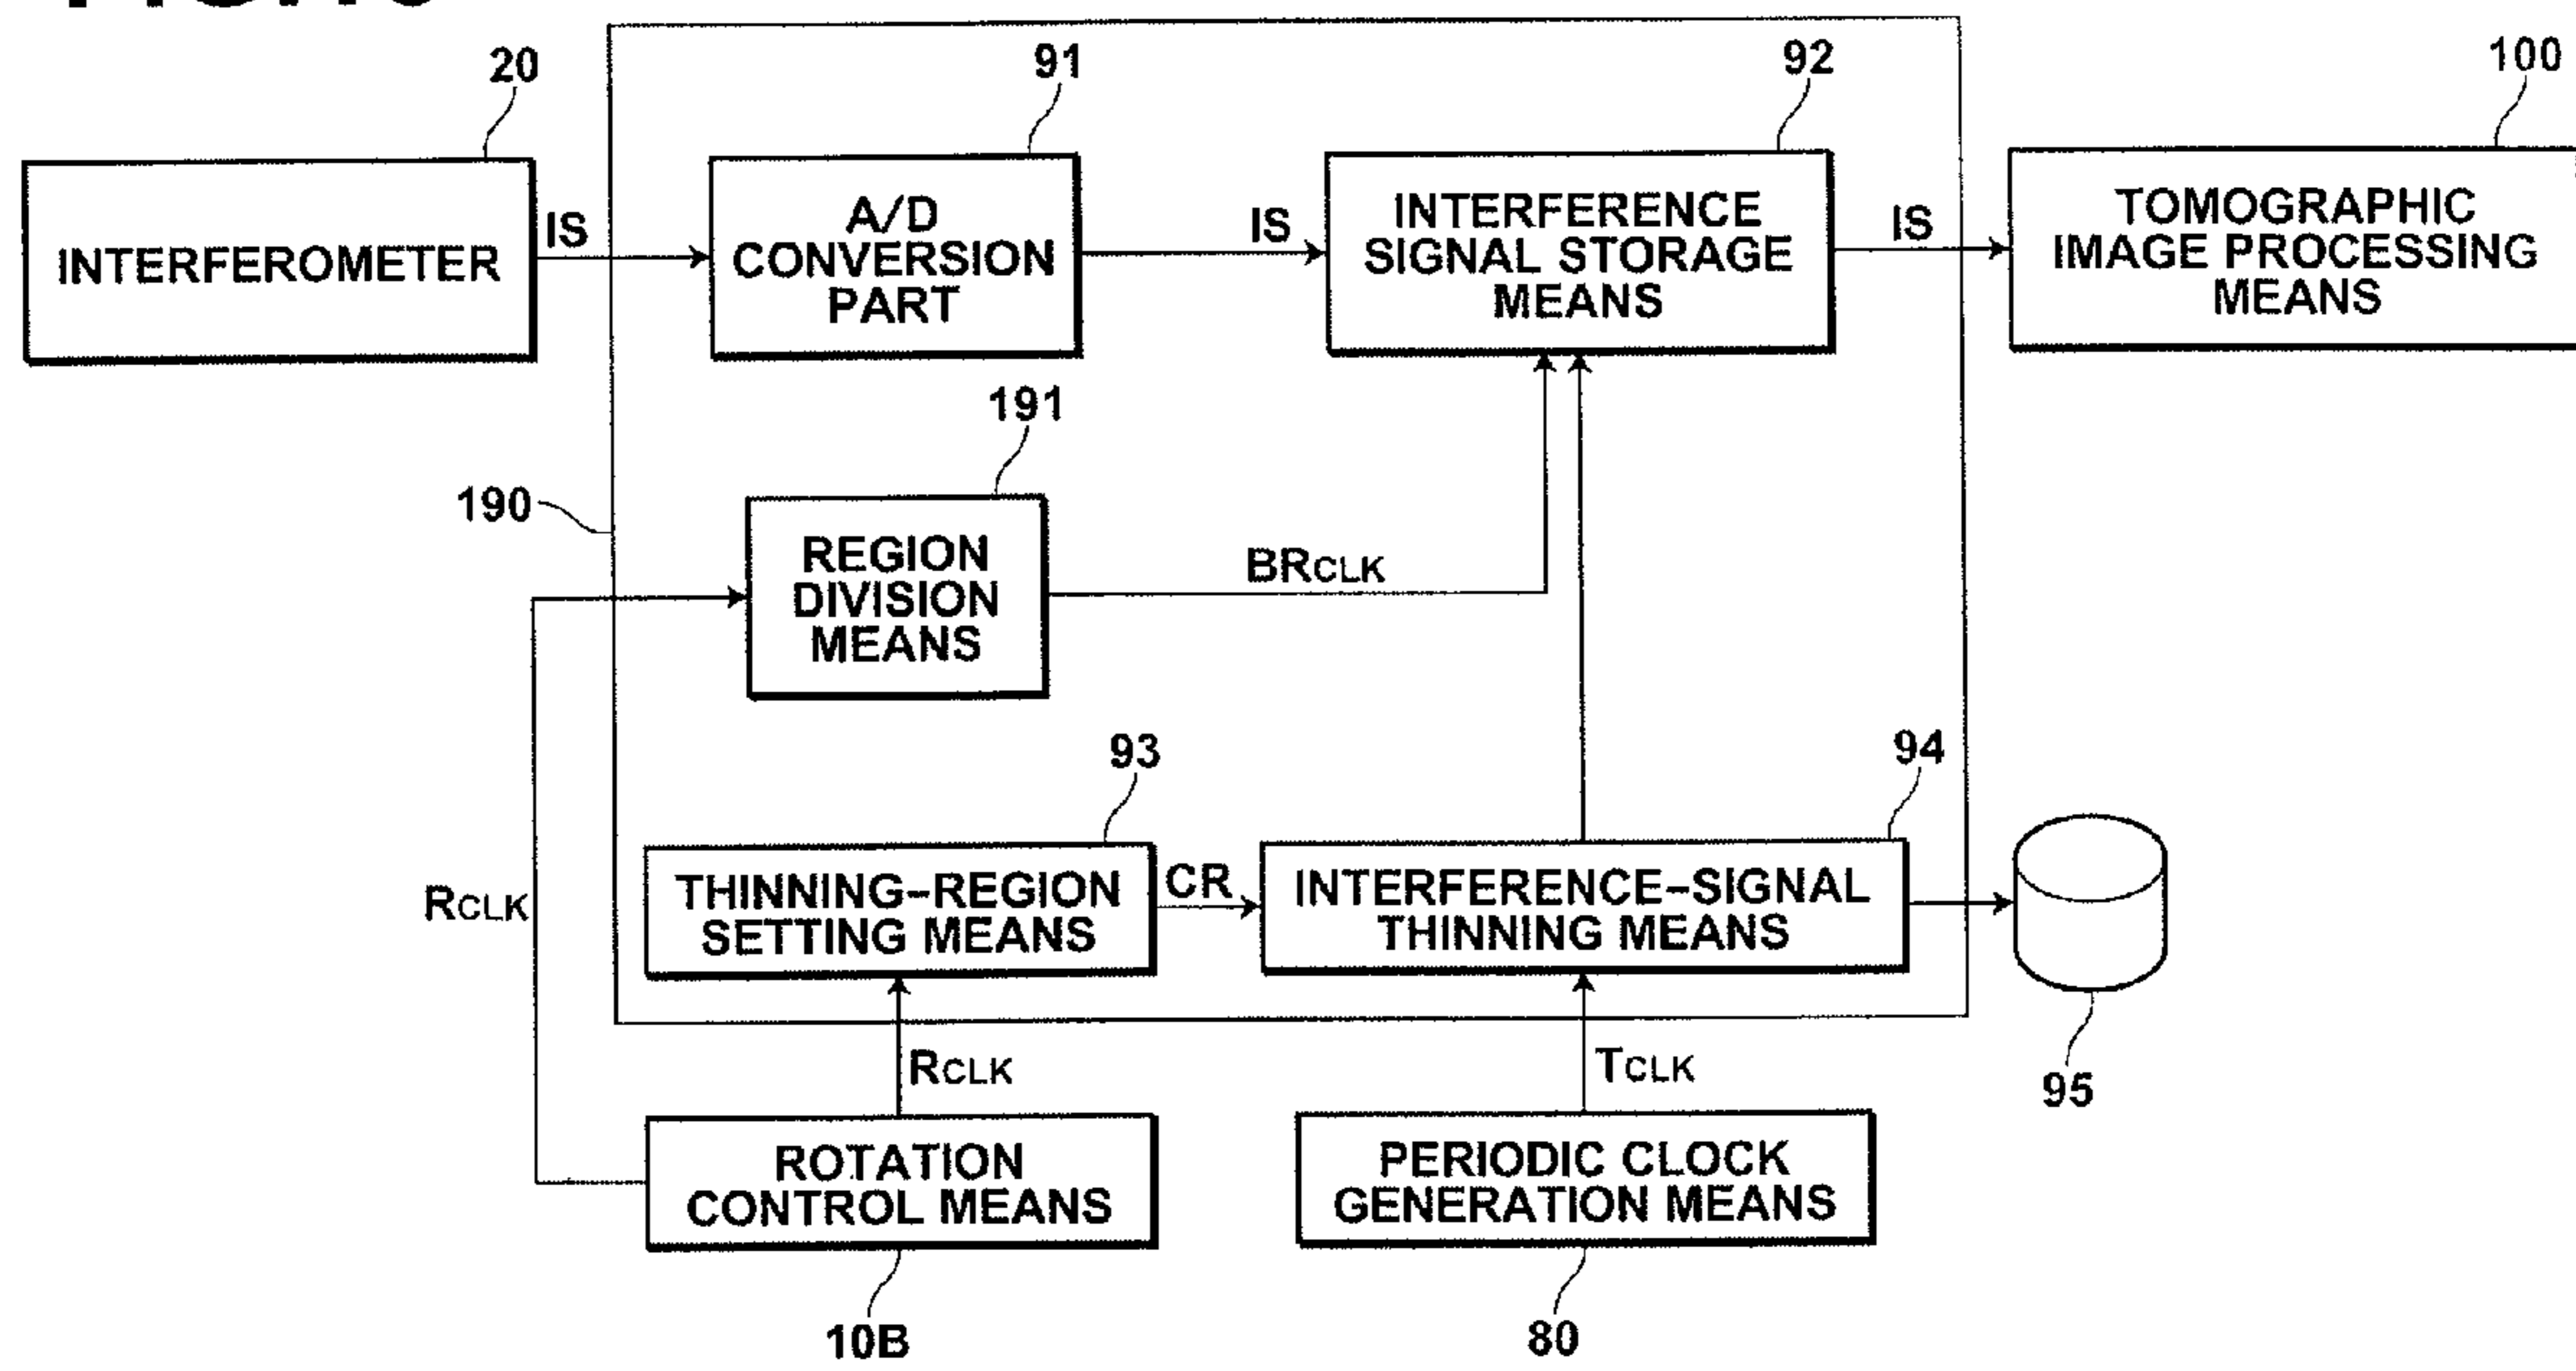 20
91
92
100
INTERFEROMETER
IS
A/D
CONVERSION
PART
IS
INTERFERENCE
SIGNAL STORAGE
MEANS
IS
TOMOGRAPHIC
IMAGE PROCESSING
MEANS
191
190
REGION
DIVISION
MEANS
BRCLK
93
94
RCLK
THINNING-REGION
SETTING MEANS
CR
INTERFERENCE-SIGNAL
THINNING MEANS
95
RCLK
TCLK
ROTATION
CONTROL MEANS
PERIODIC CLOCK
GENERATION MEANS
10B
80